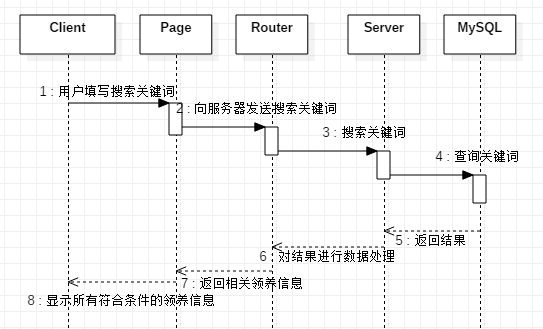 Client
Page
Router
Server
MySQL
1 : 用户填写搜索关键词
2 : 向服务器发送搜索关键词
3 : 搜索关键词
4 : 查询关键词
5 : 返回结果
6 对结果进行数据处理
7 : 返回相关领养信息
8 : 显示所有符合条件的领养信息